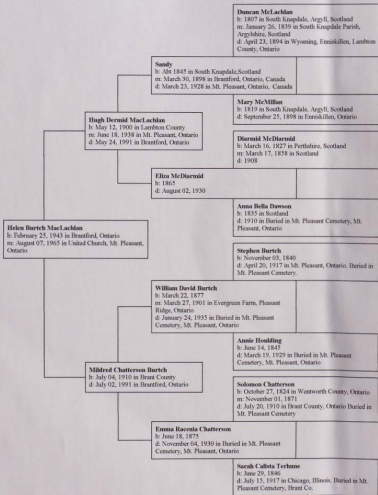 Duncan McLachlan
b: 1807 in South Knapdale, Argyll, Scotland
m: January 26, 1839 in South Knapdale Parish,
Argylshire, Scotland
d: April 23, 1894 in Wyoming, Enniskillen, Lambton
County, Ontario
Sandy
b: Abt 1845 in South Knapdale,Scotland
m: March 30, 1898 in Brantford, Ontario, Canada
d: March 23, 1928 in Mt. Pleasant, Ontario, Canada
Mary McMillan
b: 1819 in South Knapdale, Argyll, Scotland
d: September 25, 1898 in Enniskillen, Ontario
Hugh Dermid MacLachlan
b: May 12, 1900 in Lambton County
m: June 18, 1938 in Mt. Pleasant, Ontario
d: May 24, 1991 in Brantford, Ontario
Diarmid McDiarmid
b: March 16, 1827 in Perthshire, Scotland
m: March 17, 1858 in Scotland
d: 1908
Eliza McDiarmid
b: 1865
d: August 02, 1930
Anna Bella Dawson
b: 1835 in Scotland
d: 1910 in Buried in Mt. Pleasant Cemetery, Mt.
Pleasant, Ontario
Helen Burtch MacLachlan
b: February 25, 1943 in Brantford, Ontario
m: August 07, 1965 in United Church, Mt. Pleasant,
Ontario
Stephen Burtch
b: November 03, 1840
d: April 20, 1917 in Mt. Pleasant, Ontario. Buried in
Mt. Pleasant Cemetery.
William David Burtch
b: March 22, 1877
m: March 27, 1901 in Evergreen Farm, Pleasant
Ridge, Ontario
d: January 24, 1935 in Buried in Mt. Pleasant
Cemetery, Mt. Pleasant, Ontario
Annie Houlding
b: June 14, 1845
d: March 19, 1929 in Buried in Mt. Pleasant
Cemetery, Mt. Pleasant, Ontario
Mildred Chatterson Burtch
b: July 04, 1910 in Brant County
d: July 02, 1991 in Brantford, Ontario
Solomon Chatterson
b: October 27, 1824 in Wentworth County, Ontario
m: November 01, 1871
d: July 20, 1910 in Brant County, Ontario Buried in
Mt. Pleasant Cemetery
Emma Racenia Chatterson
b: June 18, 1875
d: November 04, 1930 in Buried in Mt. Pleasant
Cemetery, Mt. Pleasant, Ontario
Sarah Calista Terhune
b: June 29, 1846
d: July 15, 1917 in Chicago, Illinois. Buried in Mt.
Pleasant Cemetery, Brant Co.